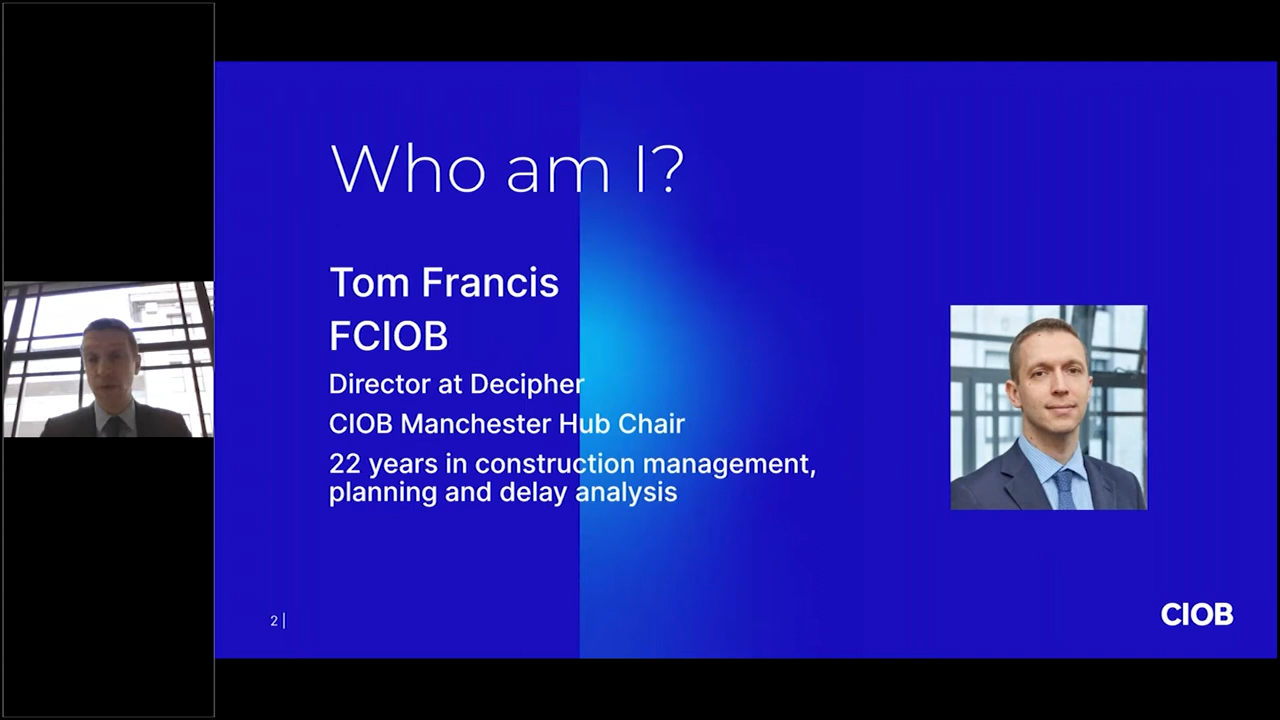 Who am I?
Tom Francis
FCIOB
Director at Decipher
CIOB Manchester Hub Chair
22 years in construction management,
planning and delay analysis
2 |
CIOB